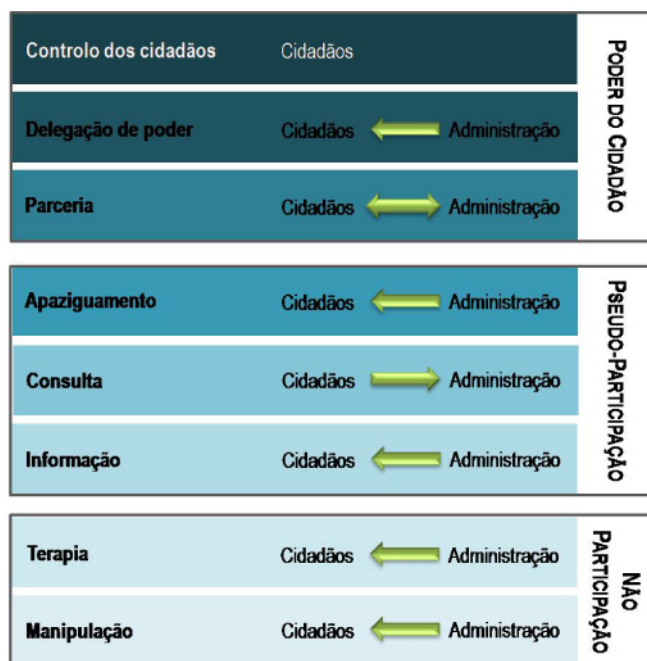 Controlo dos cidadãos Cidadãos
Delegação de poder Cidadãos Administração
Parceria Cidadãos Administração
PODER DO CIDADÃO
Apaziguamento Cidadãos Administração
Consulta Cidadãos Administração
Informação Cidadãos Administração
PSEUDO-PARTICIPAÇÃO
Terapia Cidadãos Administração
Manipulação Cidadãos Administração
NÃO
PARTICIPAÇÃO